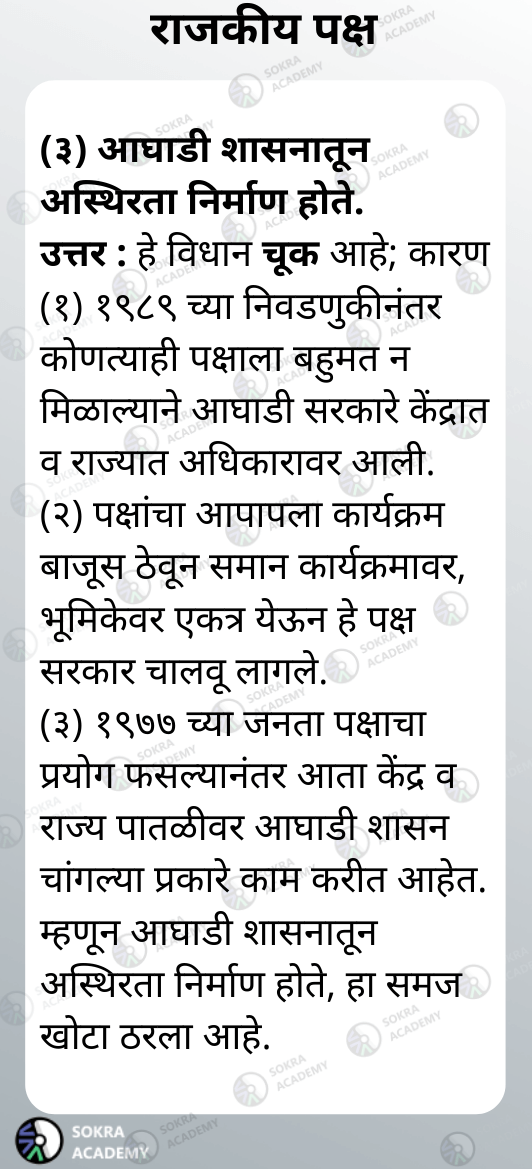 राजकीय पक्ष
(३) आघाडी शासनातून
अस्थिरता निर्माण होते.
उत्तर : हे विधान चूक आहे; कारण
(१) १९८९ च्या निवडणुकीनंतर
कोणत्याही पक्षाला बहुमत न
मिळाल्याने आघाडी सरकारे केंद्रात
व राज्यात अधिकारावर आली.
(२) पक्षांचा आपापला कार्यक्रम
बाजूस ठेवून समान कार्यक्रमावर,
भूमिकेवर एकत्र येऊन हे पक्ष
सरकार चालवू लागले.
(३) १९७७ च्या जनता पक्षाचा
प्रयोग फसल्यानंतर आता केंद्र व
राज्य पातळीवर आघाडी शासन
चांगल्या प्रकारे काम करीत आहेत.
म्हणून आघाडी शासनातून
अस्थिरता निर्माण होते, हा समज
खोटा ठरला आहे.
SOKRA
ACADEMY